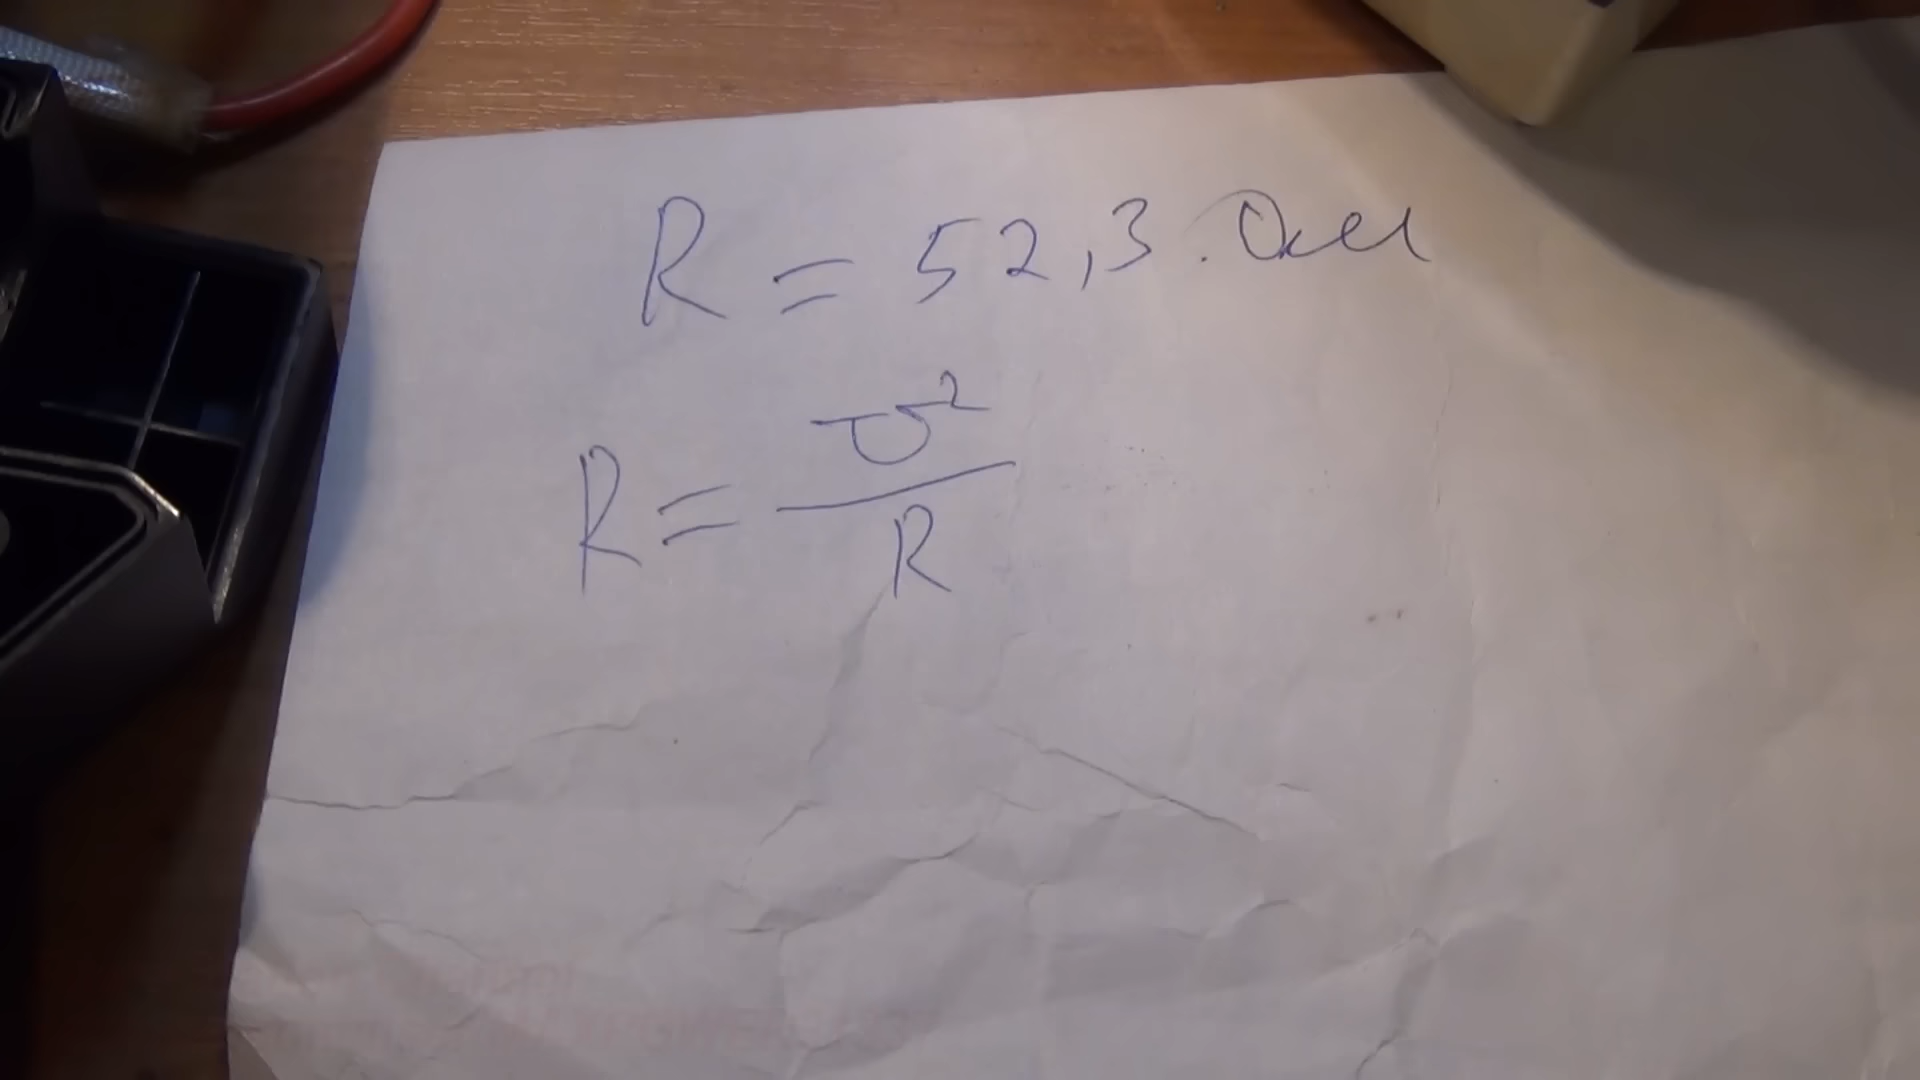 R = 52,3 Ом
R = U²/R